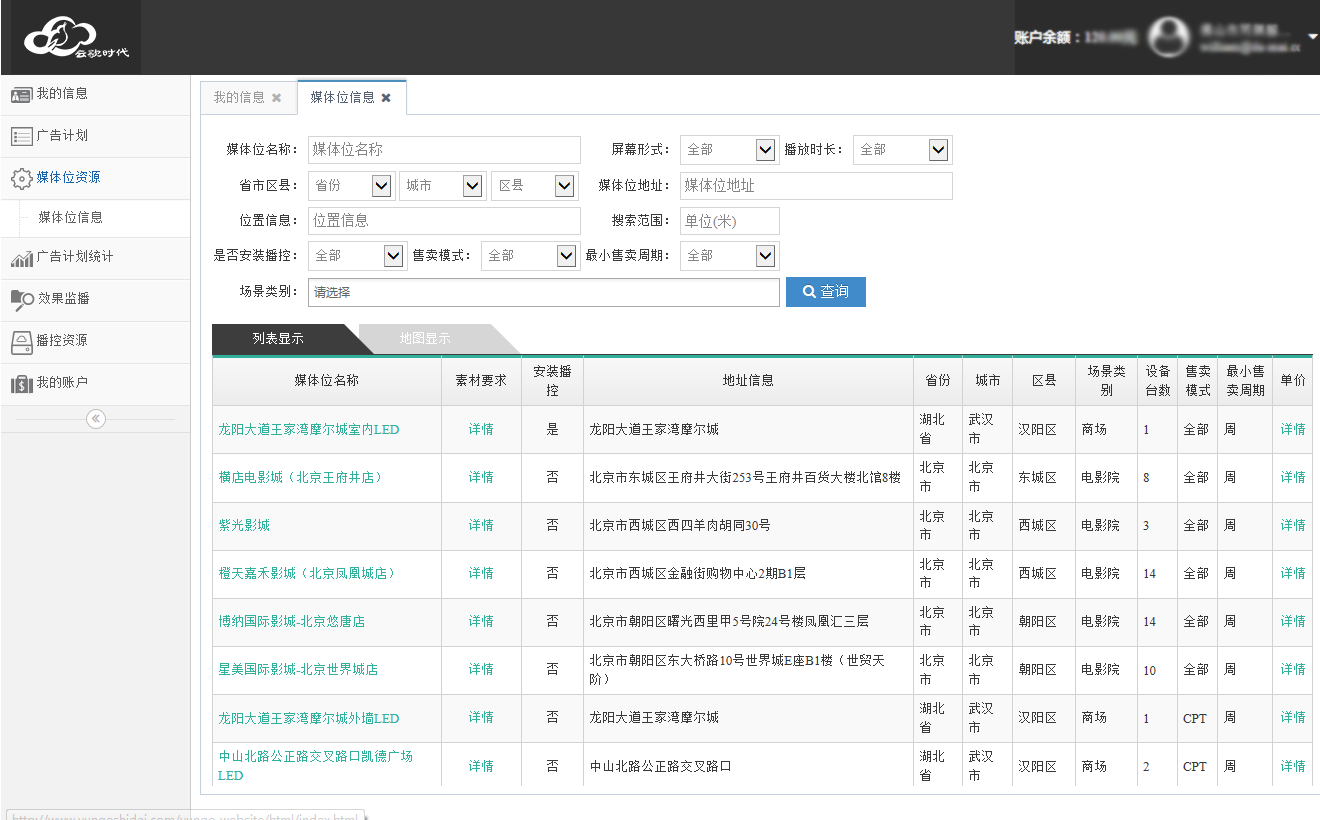 云歌时代
账户余额：
我的信息
广告计划
媒体位资源
媒体位信息
广告计划统计
效果监播
播控资源
我的账户
我的信息 媒体位信息
媒体位名称： 媒体位名称 屏幕形式： 全部 播放时长： 全部
省市区县： 省份 城市 区县 媒体位地址： 媒体位地址
位置信息： 位置信息 搜索范围： 单位(米)
是否安装播控： 全部 售卖模式： 全部 最小售卖周期： 全部
场景类别： 请选择 查询
列表显示 地图显示
媒体位名称 素材要求 安装播控 地址信息 省份 城市 区县 场景类别 设备台数 售卖模式 最小售卖周期 单价
龙阳大道王家湾摩尔城室内LED 详情 是 龙阳大道王家湾摩尔城 湖北省 武汉市 汉阳区 商场 1 全部 周 详情
横店电影城（北京王府井店） 详情 否 北京市东城区王府井大街253号王府井百货大楼北馆8楼 北京市 北京市 东城区 电影院 8 全部 周 详情
紫光影城 详情 否 北京市西城区西四羊肉胡同30号 北京市 北京市 西城区 电影院 3 全部 周 详情
橙天嘉禾影城（北京凤凰城店） 详情 否 北京市西城区金融街购物中心2期B1层 北京市 北京市 西城区 电影院 14 全部 周 详情
博纳国际影城-北京悠唐店 详情 否 北京市朝阳区曙光西里甲5号院24号楼凤凰汇三层 北京市 北京市 朝阳区 电影院 14 全部 周 详情
星美国际影城-北京世界城店 详情 否 北京市朝阳区东大桥路10号世界城E座B1楼（世贸天阶） 北京市 北京市 朝阳区 电影院 10 全部 周 详情
龙阳大道王家湾摩尔城外墙LED 详情 否 龙阳大道王家湾摩尔城 湖北省 武汉市 汉阳区 商场 1 CPT 周 详情
中山北路公正路交叉路口凯德广场LED 详情 否 中山北路公正路交叉路口 湖北省 武汉市 汉阳区 商场 2 CPT 周 详情